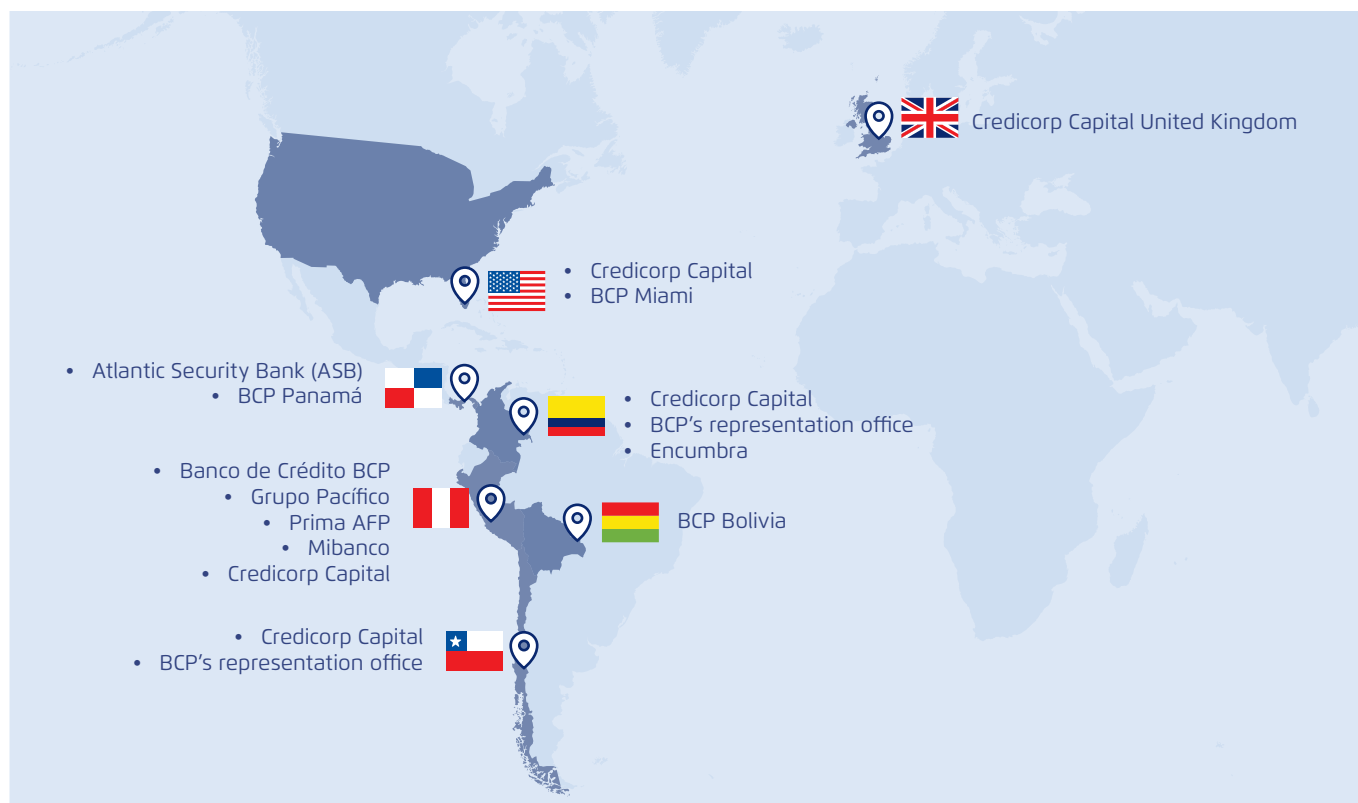 Credicorp Capital United Kingdom
• Credicorp Capital
• BCP Miami
• Atlantic Security Bank (ASB)
• BCP Panamá
• Credicorp Capital
• BCP’s representation office
• Encumbra
• Banco de Crédito BCP
• Grupo Pacífico
• Prima AFP
• Mibanco
• Credicorp Capital
BCP Bolivia
• Credicorp Capital
• BCP’s representation office